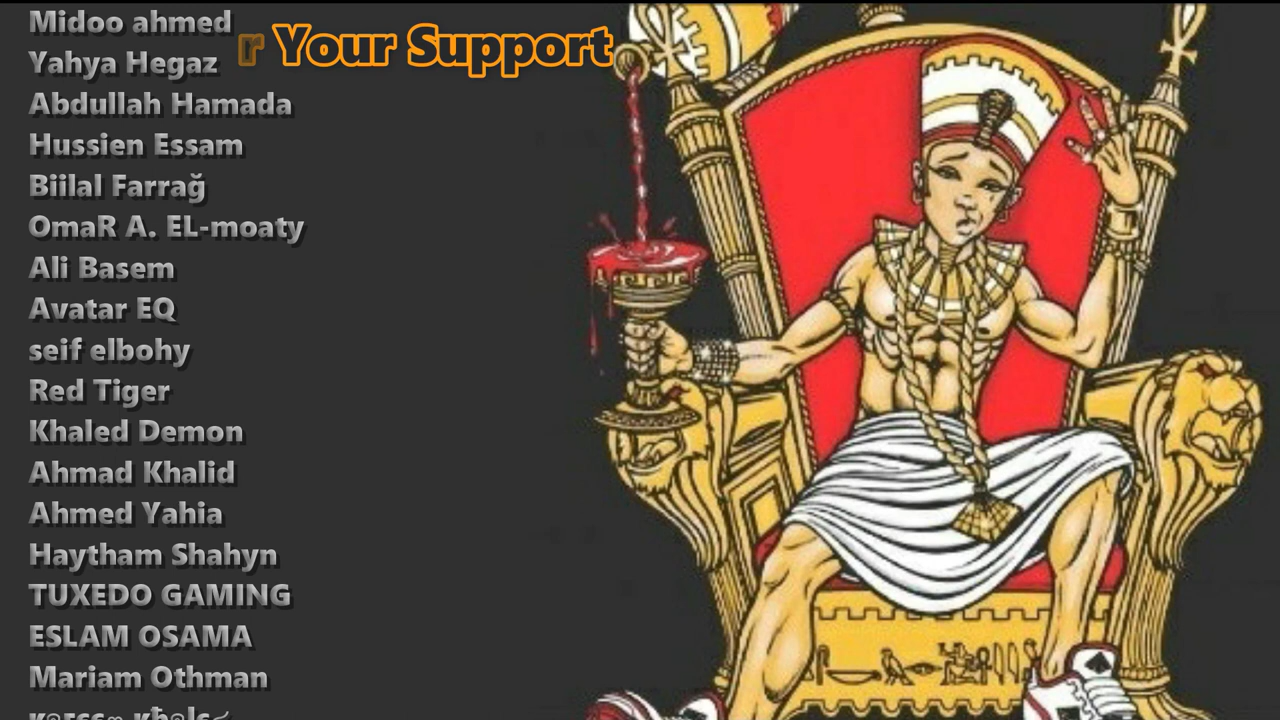 Midoo ahmed
r Your Support
Yahya Hegaz
Abdullah Hamada
Hussien Essam
Biilal Farrağ
OmaR A. EL-moaty
Ali Basem
Avatar EQ
seif elbohy
Red Tiger
Khaled Demon
Ahmad Khalid
Ahmed Yahia
Haytham Shahyn
TUXEDO GAMING
ESLAM OSAMA
Mariam Othman